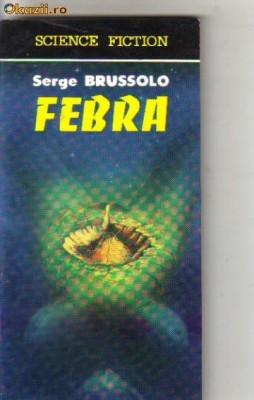 okazii.ro
SCIENCE FICTION
Serge BRUSSOLO
FEBRA